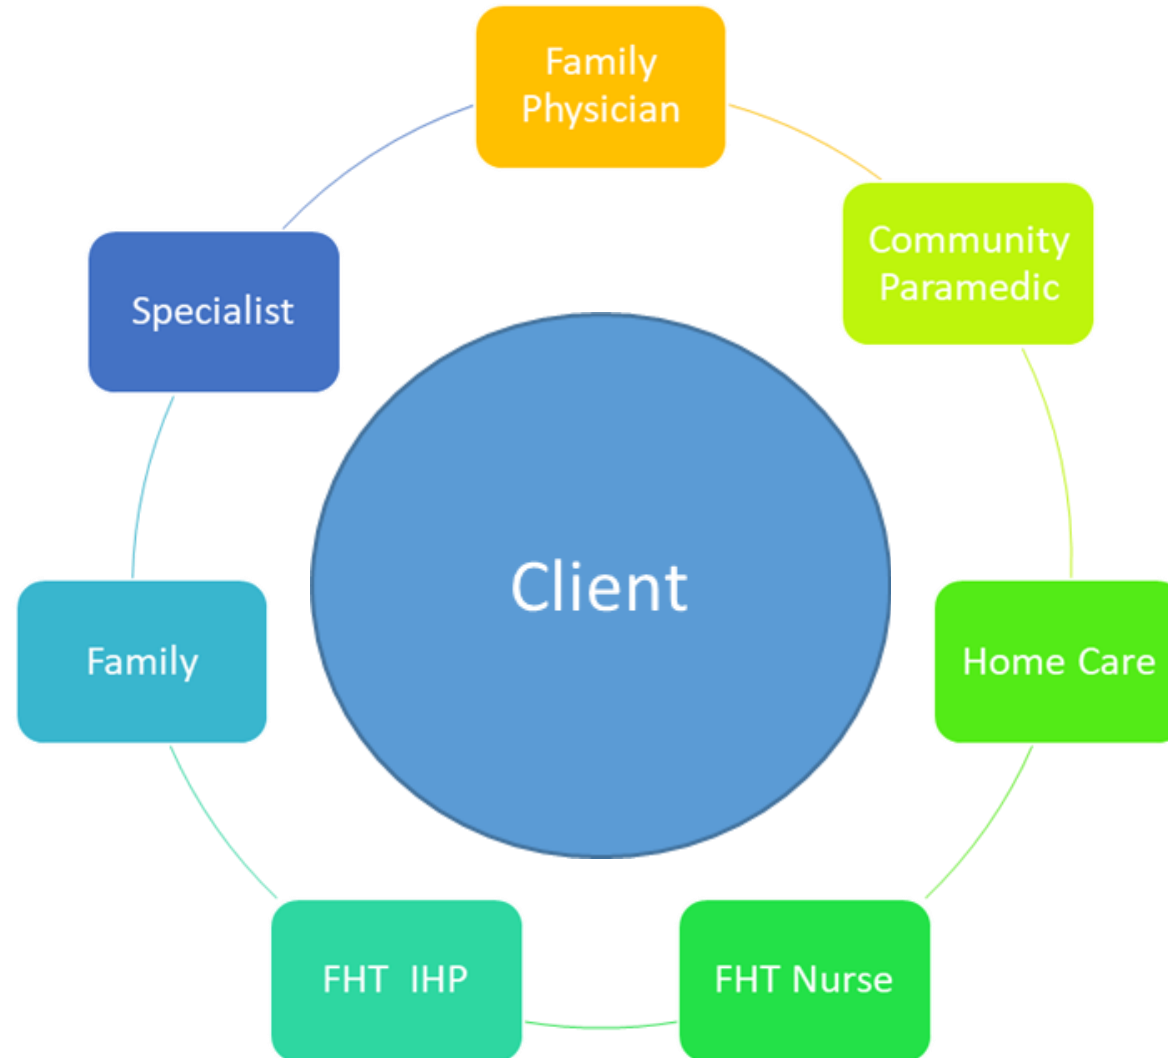 Family
Physician
Community
Paramedic
Specialist
Client
Family
Home Care
FHT  IHP
FHT Nurse